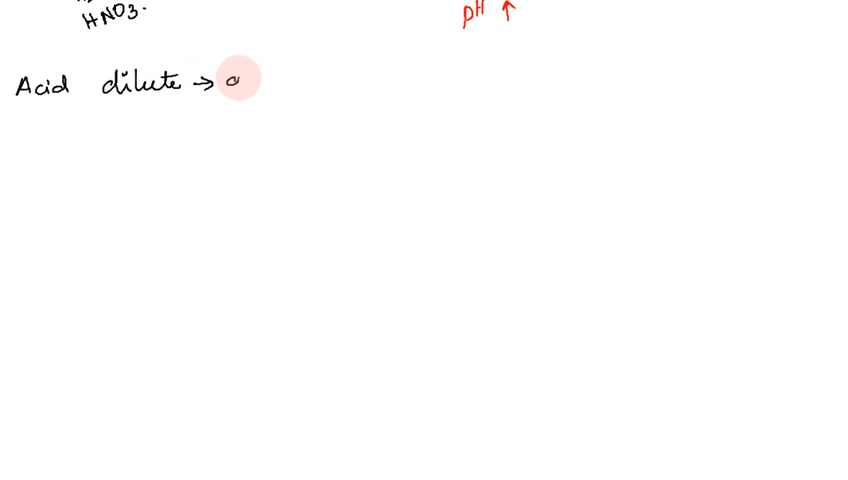 HNO3.
pH ↑
Acid dilute →